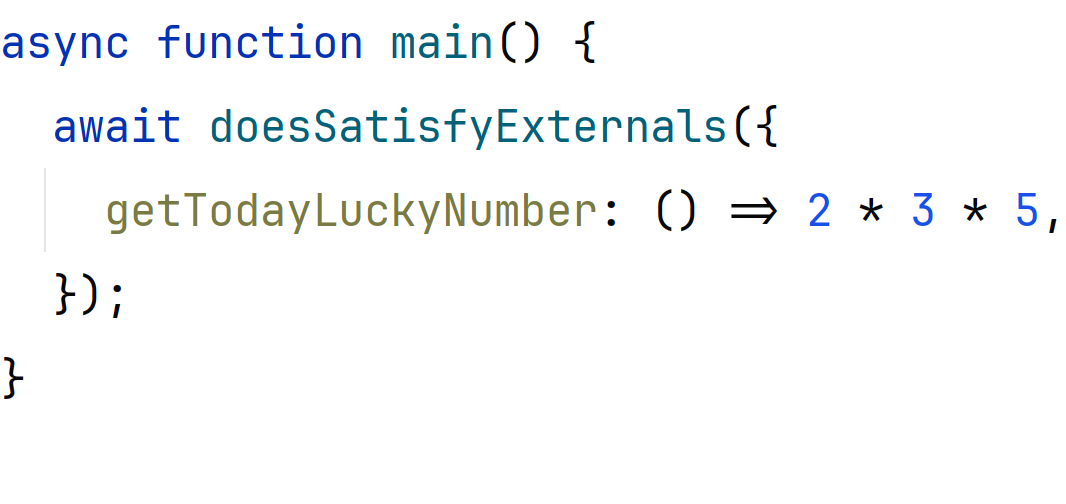 async function main() {
  await doesSatisfyExternals({
    getTodayLuckyNumber: () => 2 * 3 * 5,
  });
}